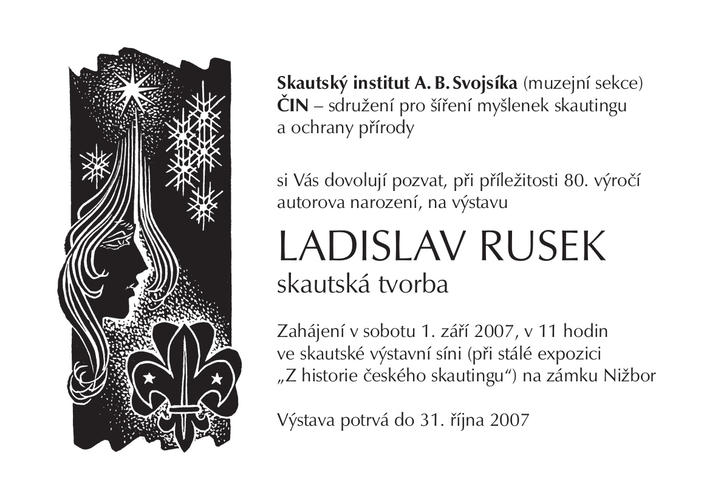 Skautský institut A. B. Svojsíka (muzejní sekce)
ČIN – sdružení pro šíření myšlenek skautingu
a ochrany přírody
si Vás dovolují pozvat, při příležitosti 80. výročí
autorova narození, na výstavu
LADISLAV RUSEK
skautská tvorba
Zahájení v sobotu 1. září 2007, v 11 hodin
ve skautské výstavní síni (při stálé expozici
„Z historie českého skautingu“) na zámku Nižbor
Výstava potrvá do 31. října 2007